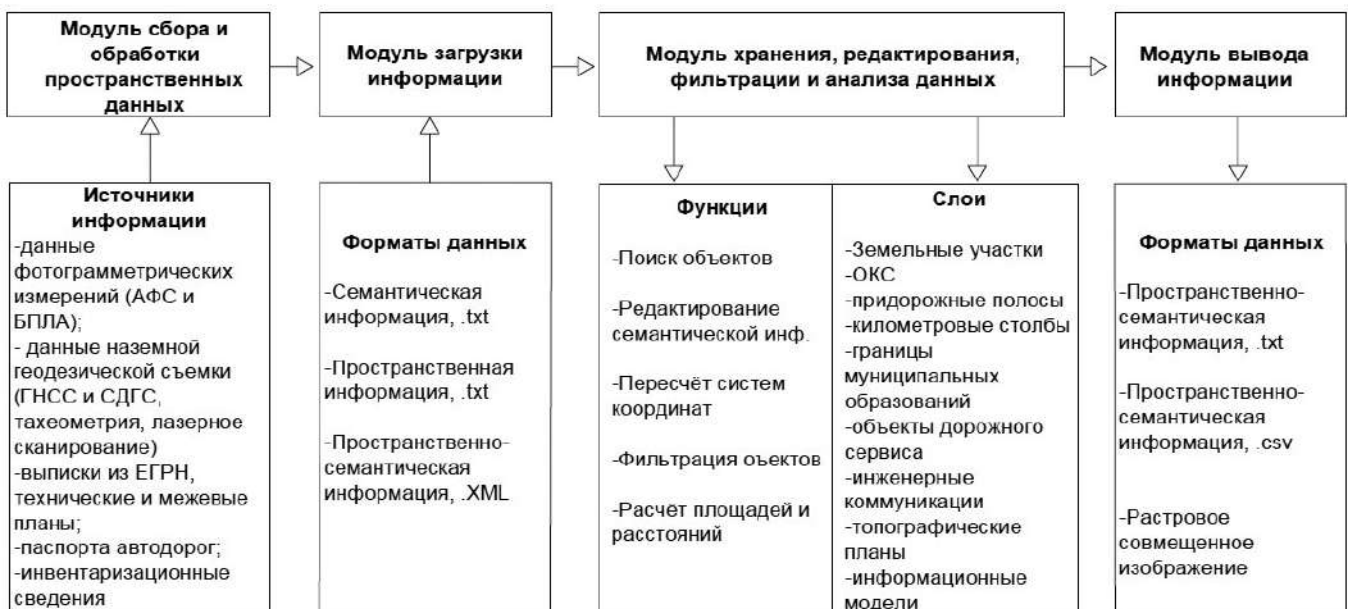 Модуль сбора и
обработки
пространственных
данных
Модуль загрузки
информации
Модуль хранения, редактирования,
фильтрации и анализа данных
Модуль вывода
информации
Источники
информации
-данные
фотограмметрических
измерений (АФС и
БПЛА);
- данные наземной
геодезической съемки
(ГНСС и СДГС,
тахеометрия, лазерное
сканирование)
-выписки из ЕГРН,
технические и межевые
планы;
-паспорта автодорог;
-инвентаризационные
сведения
Форматы данных
-Семантическая
информация, .txt
-Пространственная
информация, .txt
-Пространственно-
семантическая
информация, .XML
Функции
-Поиск объектов
-Редактирование
семантической инф.
-Пересчёт систем
координат
-Фильтрация оъектов
-Расчёт площадей и
расстояний
Слои
-Земельные участки
-ОКС
-придорожные полосы
-километровые столбы
-границы
муниципальных
образований
-объекты дорожного
сервиса
-инженерные
коммуникации
-топографические
планы
-информационные
модели
Форматы данных
-Пространственно-
семантическая
информация, .txt
-Пространственно-
семантическая
информация, .csv
-Растровое
совмещенное
изображение